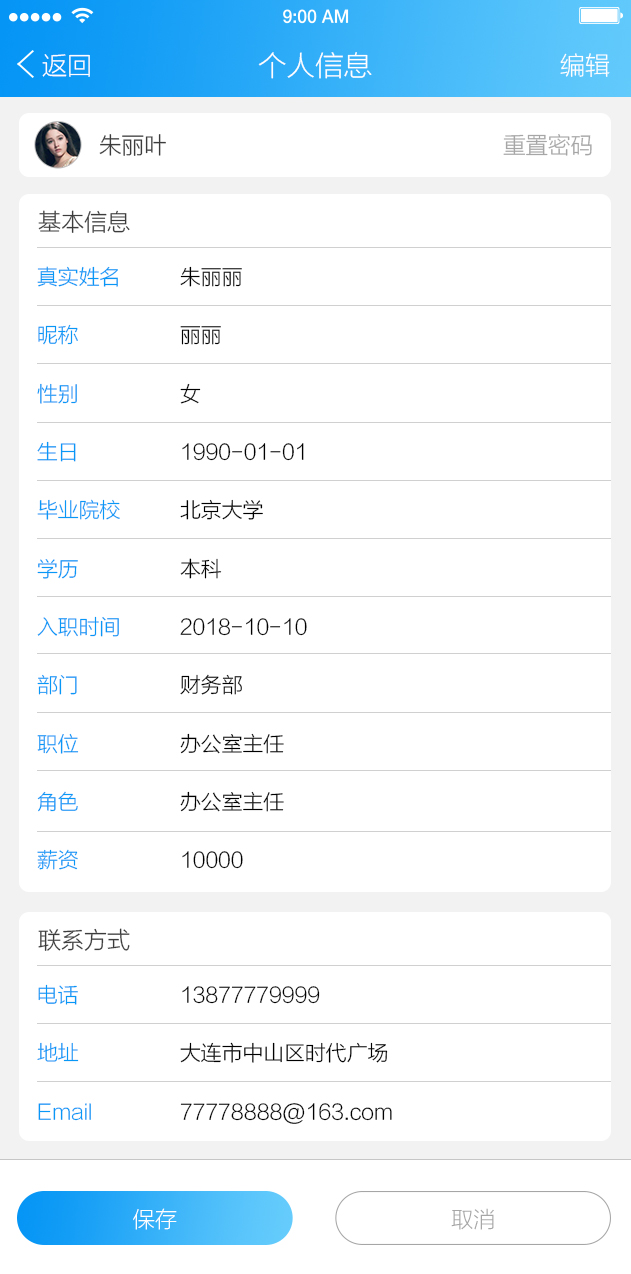 9:00 AM
返回 个人信息 编辑
朱丽叶 重置密码
基本信息
真实姓名 朱丽丽
昵称 丽丽
性别 女
生日 1990-01-01
毕业院校 北京大学
学历 本科
入职时间 2018-10-10
部门 财务部
职位 办公室主任
角色 办公室主任
薪资 10000
联系方式
电话 13877779999
地址 大连市中山区时代广场
Email 77778888@163.com
保存 取消